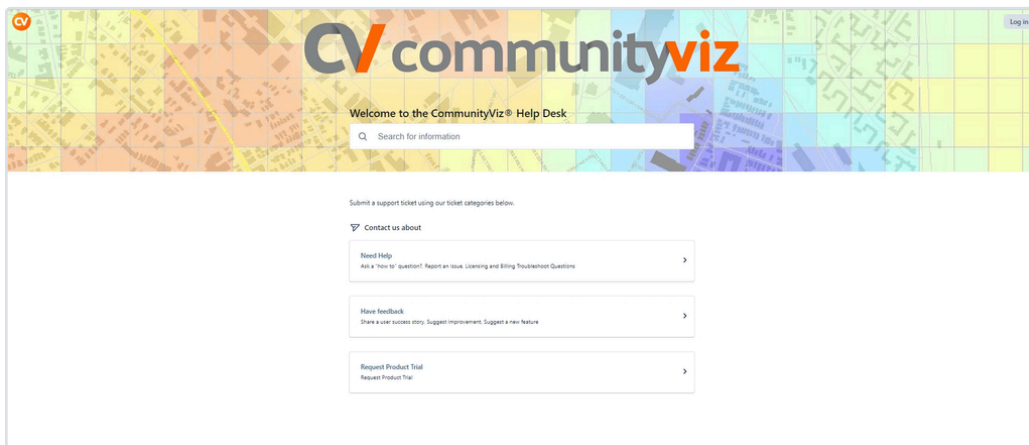 CV
Log in
CV communityviz
Welcome to the CommunityViz® Help Desk
Search for information
Submit a support ticket using our ticket categories below.
Contact us about
Need Help
Ask a "how to" question?, Report an Issue, Licensing and Billing Troubleshoot Questions
Have feedback
Share a user success story, Suggest Improvement, Suggest a new feature
Request Product Trial
Request Product Trial